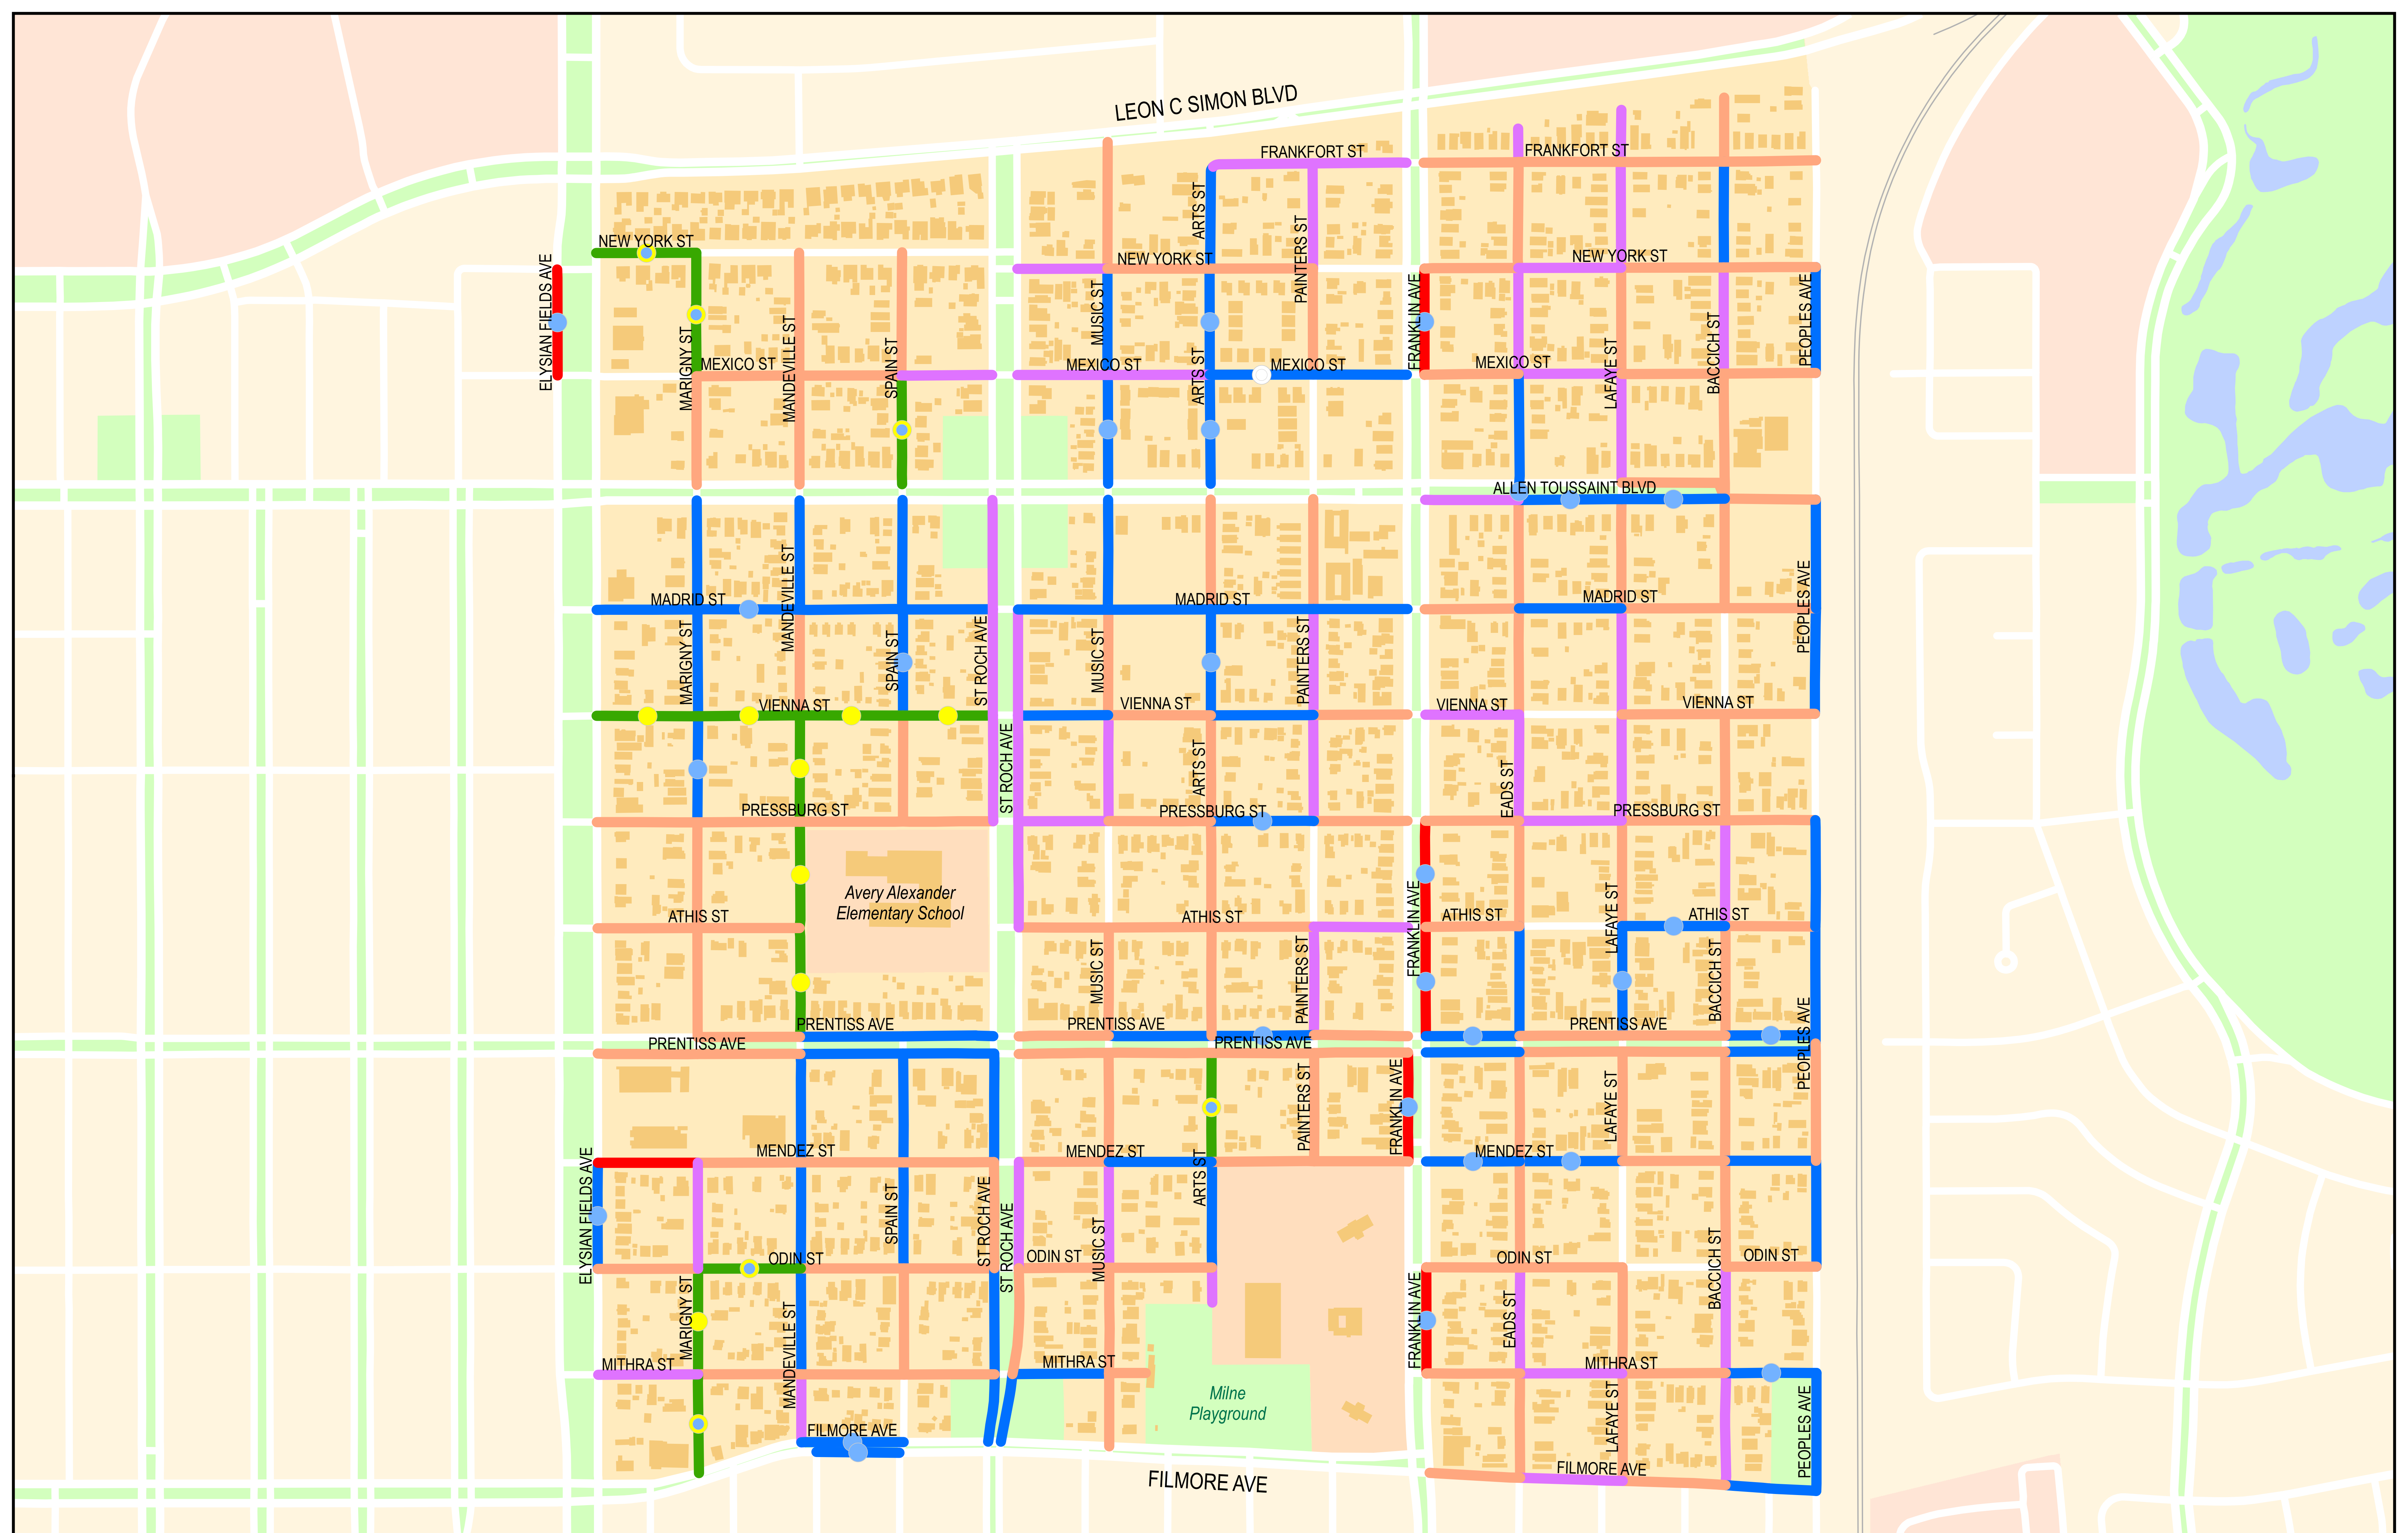 LEON C SIMON BLVD
FRANKFORT ST
FRANKFORT ST
ARTS ST
PAINTERS ST
NEW YORK ST
NEW YORK ST
NEW YORK ST
ELYSIAN FIELDS AVE
MARIGNY ST
MANDEVILLE ST
SPAIN ST
MUSIC ST
ARTS ST
FRANKLIN AVE
LAFAYE ST
BACCICH ST
PEOPLES AVE
MEXICO ST
MEXICO ST
MEXICO ST
MEXICO ST
ALLEN TOUSSAINT BLVD
MANDEVILLE ST
PEOPLES AVE
MADRID ST
MADRID ST
MADRID ST
MARIGNY ST
SPAIN ST
ST ROCH AVE
MUSIC ST
PAINTERS ST
VIENNA ST
VIENNA ST
VIENNA ST
VIENNA ST
ST ROCH AVE
ARTS ST
EADS ST
PRESSBURG ST
PRESSBURG ST
PRESSBURG ST
Avery Alexander
Elementary School
ATHIS ST
ATHIS ST
ATHIS ST
ATHIS ST
MUSIC ST
PAINTERS ST
FRANKLIN AVE
LAFAYE ST
BACCICH ST
PEOPLES AVE
PRENTISS AVE
PRENTISS AVE
PRENTISS AVE
PRENTISS AVE
PRENTISS AVE
PAINTERS ST
FRANKLIN AVE
LAFAYE ST
MENDEZ ST
MENDEZ ST
MENDEZ ST
ELYSIAN FIELDS AVE
SPAIN ST
ST ROCH AVE
ST ROCH AVE
MUSIC ST
ARTS ST
BACCICH ST
ODIN ST
ODIN ST
ODIN ST
ODIN ST
MARIGNY ST
MANDEVILLE ST
FRANKLIN AVE
EADS ST
MITHRA ST
MITHRA ST
MITHRA ST
Milne
Playground
LAFAYE ST
PEOPLES AVE
FILMORE AVE
FILMORE AVE
FILMORE AVE